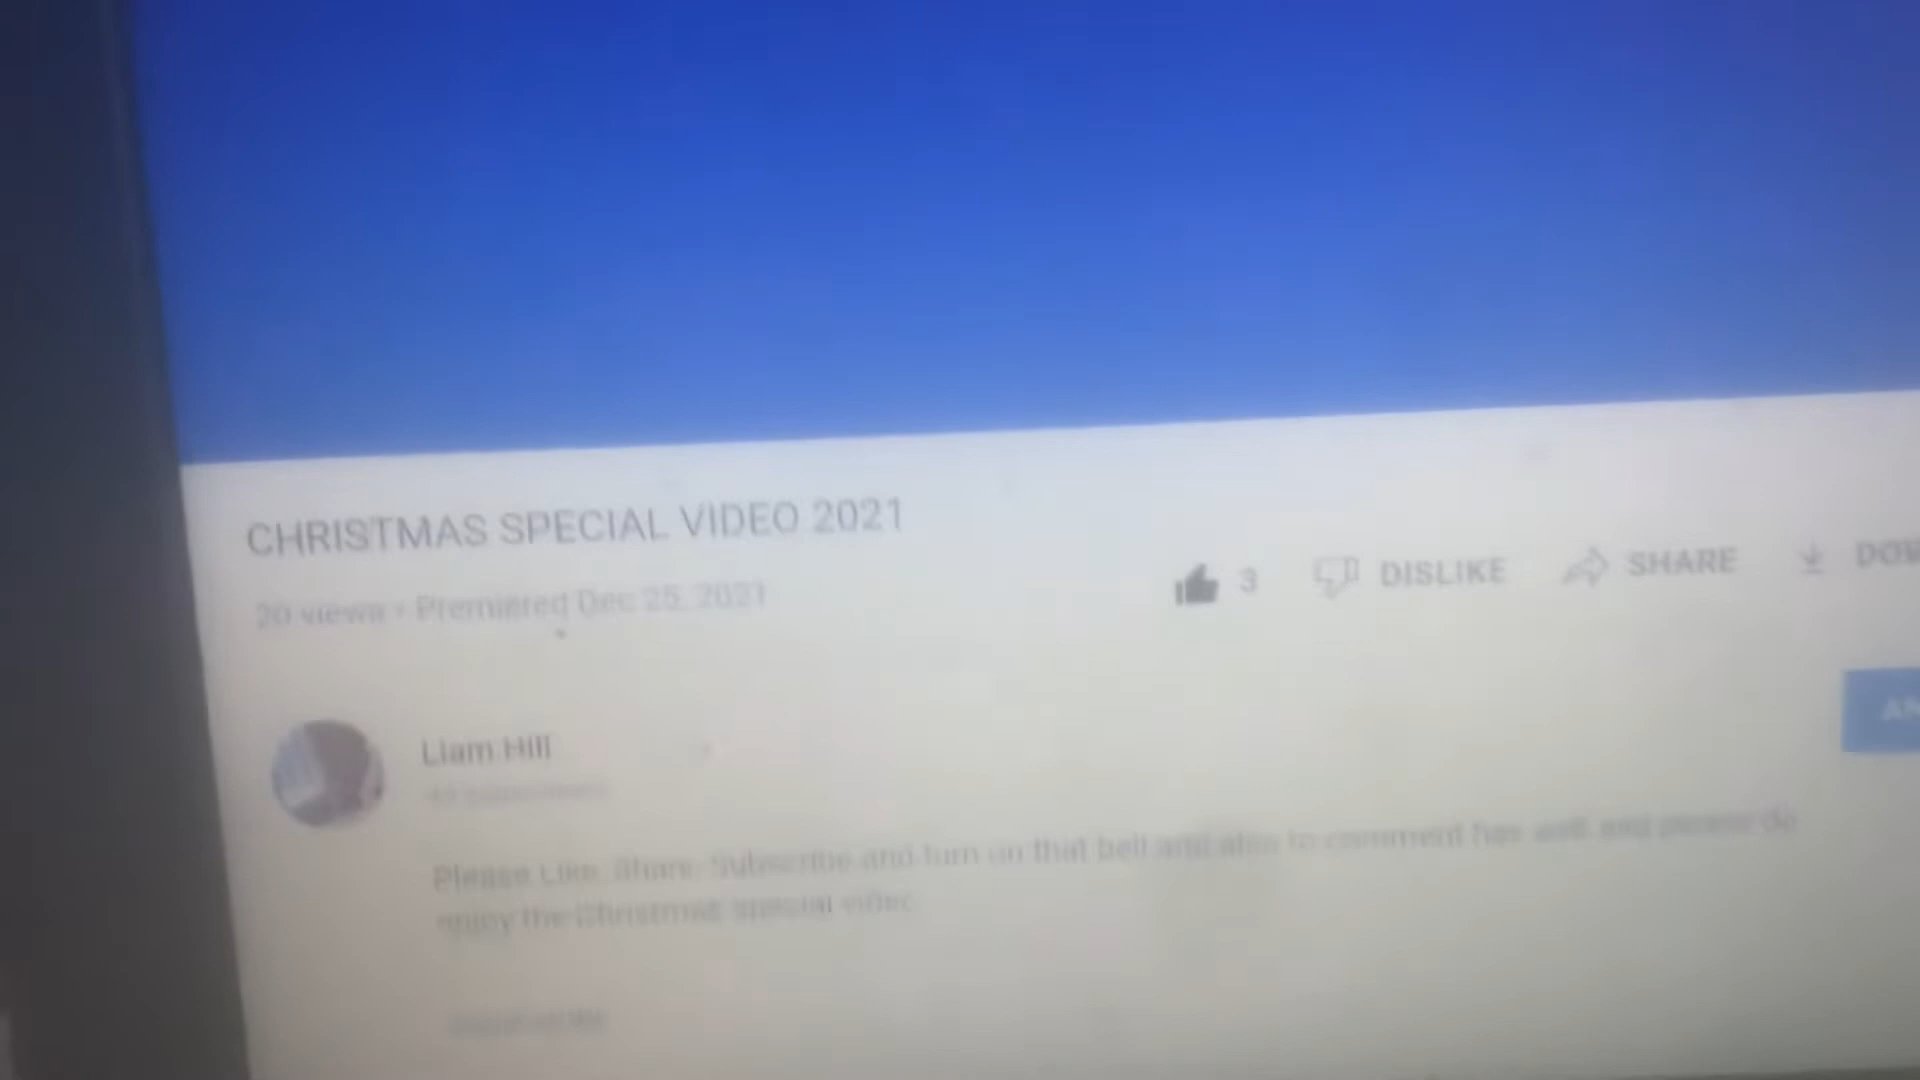 CHRISTMAS SPECIAL VIDEO 2021
20 views • Premiered Dec 25, 2021
3 DISLIKE SHARE DOW
AN
Liam Hill
Please Like, Share, Subscribe and turn on that bell and also to comment has well and please do
enjoy the Christmas special video